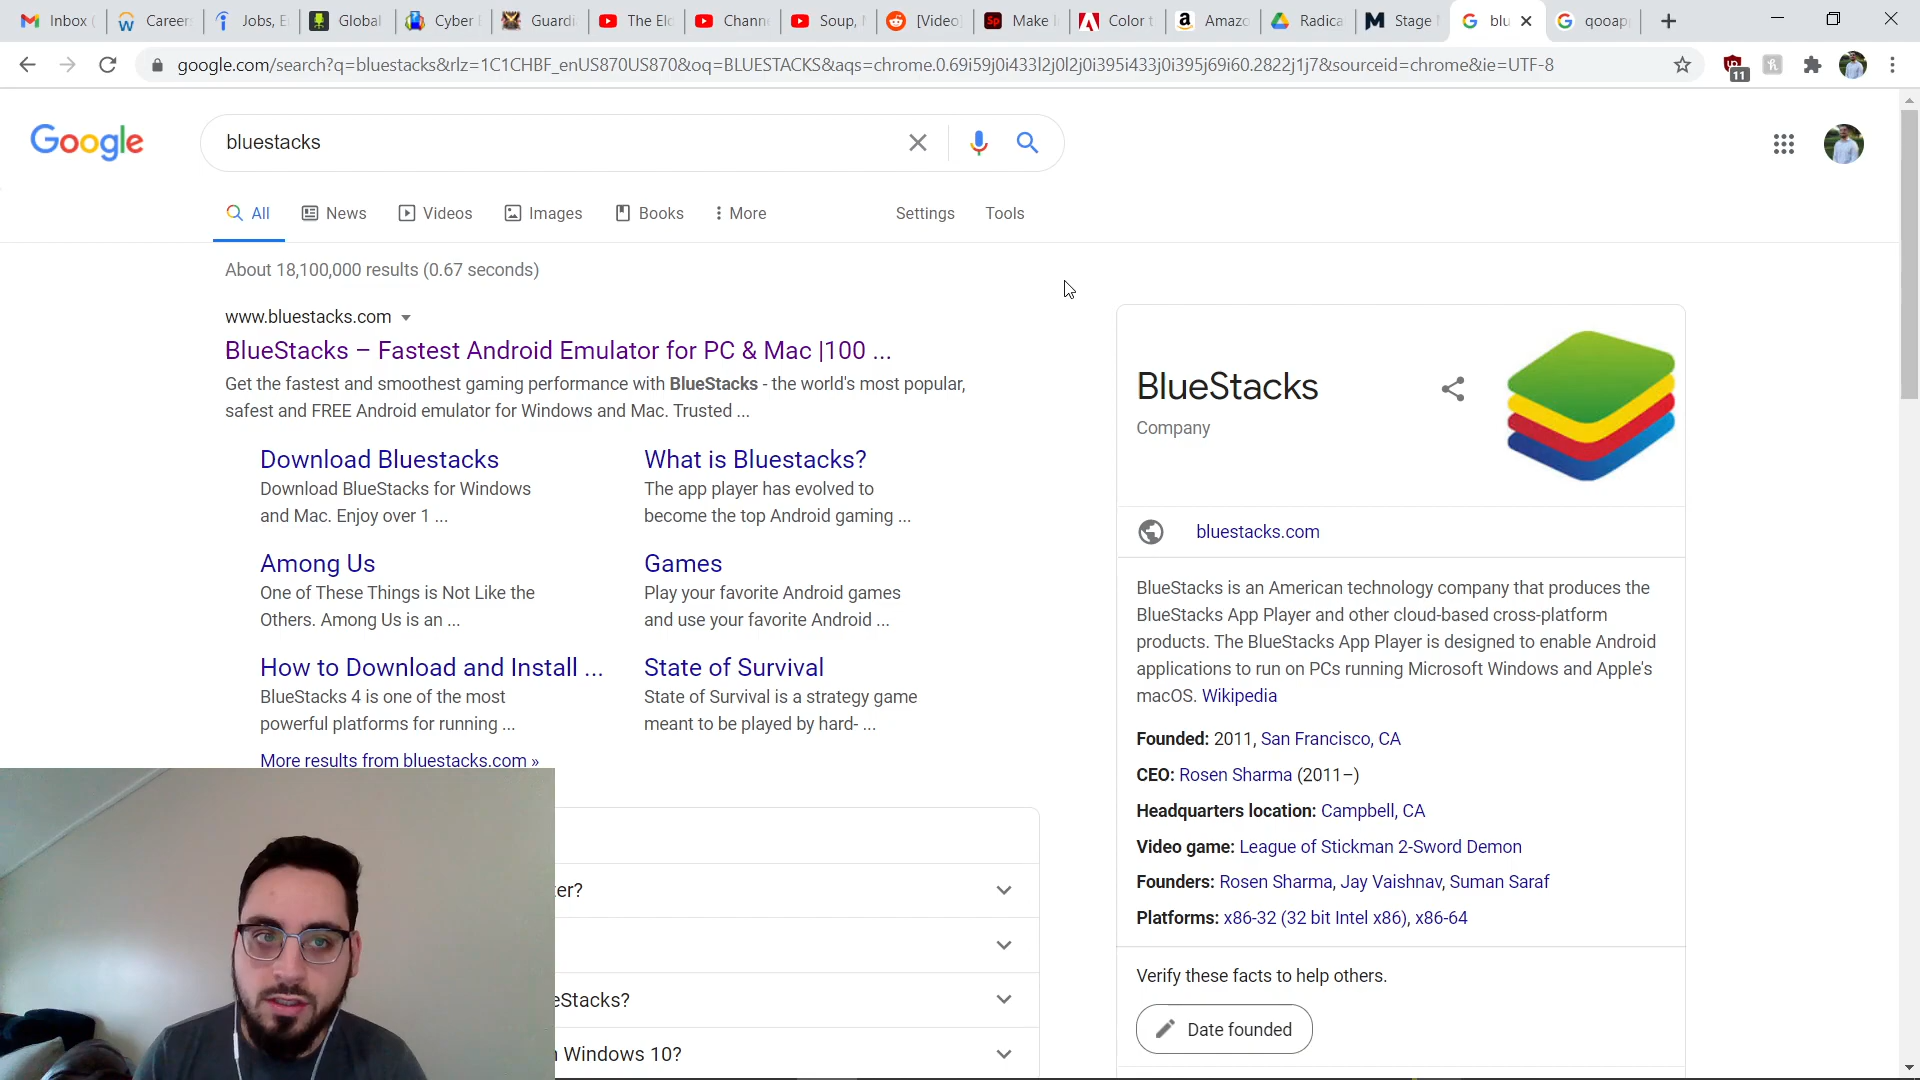 Inbox
Careers
Jobs, E
Global
Cyber
Guardi
The Eld
Chann
Soup,
[Video
Make
Color t
Amazo
Radica
Stage
blu
qooap
google.com/search?q=bluestacks&rlz=1C1CHBF_enUS870US870&oq=BLUESTACKS&aqs=chrome.0.69i59j0i433l2j0l2j0i395i433j0i395j69i60.2822j1j7&sourceid=chrome&ie=UTF-8
11
Google
bluestacks
All
News
Videos
Images
Books
More
Settings
Tools
About 18,100,000 results (0.67 seconds)
www.bluestacks.com
BlueStacks – Fastest Android Emulator for PC & Mac |100 ...
Get the fastest and smoothest gaming performance with BlueStacks - the world's most popular,
safest and FREE Android emulator for Windows and Mac. Trusted ...
Download Bluestacks
Download BlueStacks for Windows
and Mac. Enjoy over 1 ...
What is Bluestacks?
The app player has evolved to
become the top Android gaming ...
Among Us
One of These Things is Not Like the
Others. Among Us is an ...
Games
Play your favorite Android games
and use your favorite Android ...
How to Download and Install ...
BlueStacks 4 is one of the most
powerful platforms for running ...
State of Survival
State of Survival is a strategy game
meant to be played by hard- ...
More results from bluestacks.com »
er?
eStacks?
Windows 10?
BlueStacks
Company
bluestacks.com
BlueStacks is an American technology company that produces the
BlueStacks App Player and other cloud-based cross-platform
products. The BlueStacks App Player is designed to enable Android
applications to run on PCs running Microsoft Windows and Apple's
macOS. Wikipedia
Founded: 2011, San Francisco, CA
CEO: Rosen Sharma (2011–)
Headquarters location: Campbell, CA
Video game: League of Stickman 2-Sword Demon
Founders: Rosen Sharma, Jay Vaishnav, Suman Saraf
Platforms: x86-32 (32 bit Intel x86), x86-64
Verify these facts to help others.
Date founded